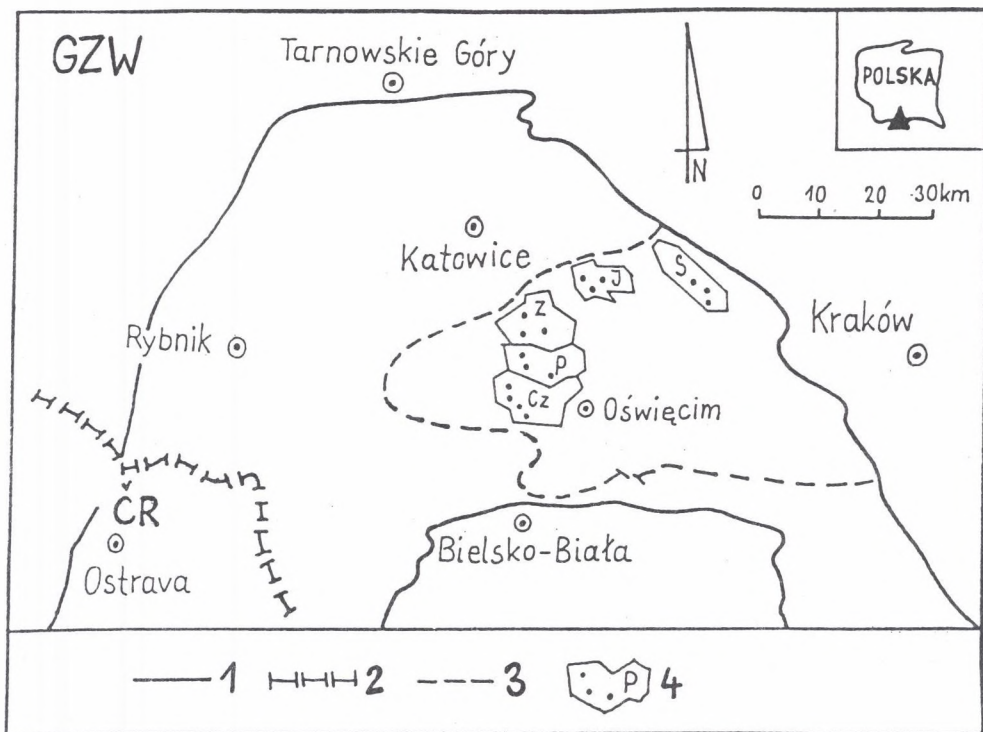 GZW
Tarnowskie Góry
POLSKA
N
0 10 20 30km
Katowice
J
S
Z
Kraków
Rybnik
P
Cz
Oświęcim
ČR
Ostrava
Bielsko-Biała
1 2 3 P 4